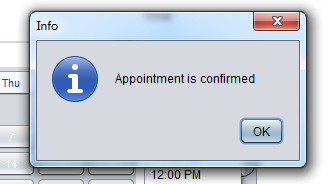 Info
Appointment is confirmed
Thu
OK
7
14
12:00 PM